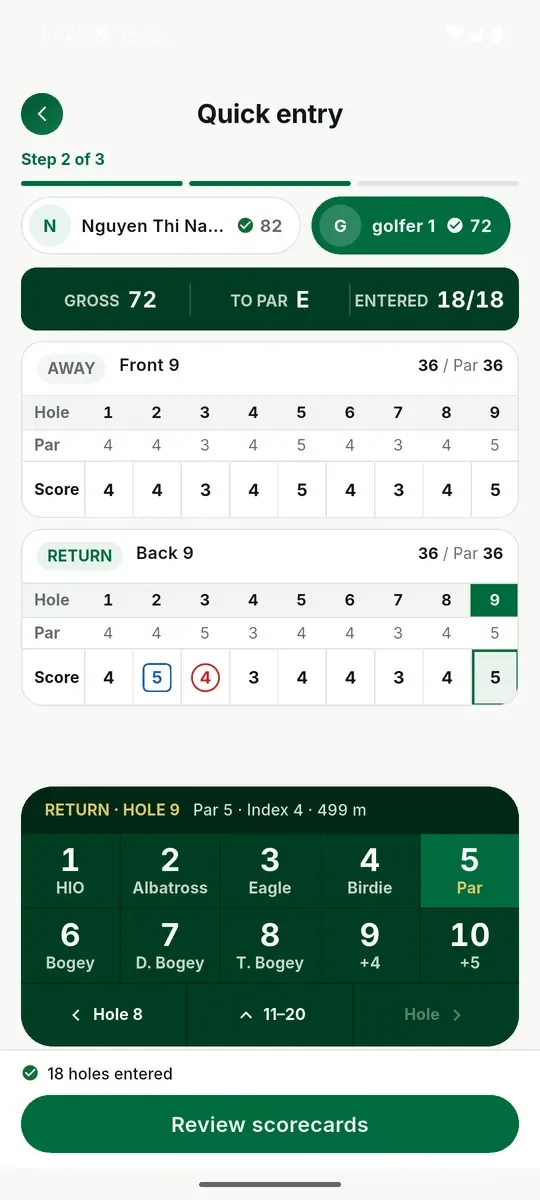 Quick entry
Step 2 of 3
N Nguyen Thi Na... 82 G golfer 1 72
GROSS 72 TO PAR E ENTERED 18/18
AWAY Front 9 36 / Par 36
Hole 1 2 3 4 5 6 7 8 9
Par 4 4 3 4 5 4 3 4 5
Score 4 4 3 4 5 4 3 4 5
RETURN Back 9 36 / Par 36
Hole 1 2 3 4 5 6 7 8 9
Par 4 4 5 3 4 4 3 4 5
Score 4 5 4 3 4 4 3 4 5
RETURN · HOLE 9 Par 5 · Index 4 · 499 m
1 2 3 4 5
HIO Albatross Eagle Birdie Par
6 7 8 9 10
Bogey D. Bogey T. Bogey +4 +5
Hole 8 11–20 Hole
18 holes entered
Review scorecards